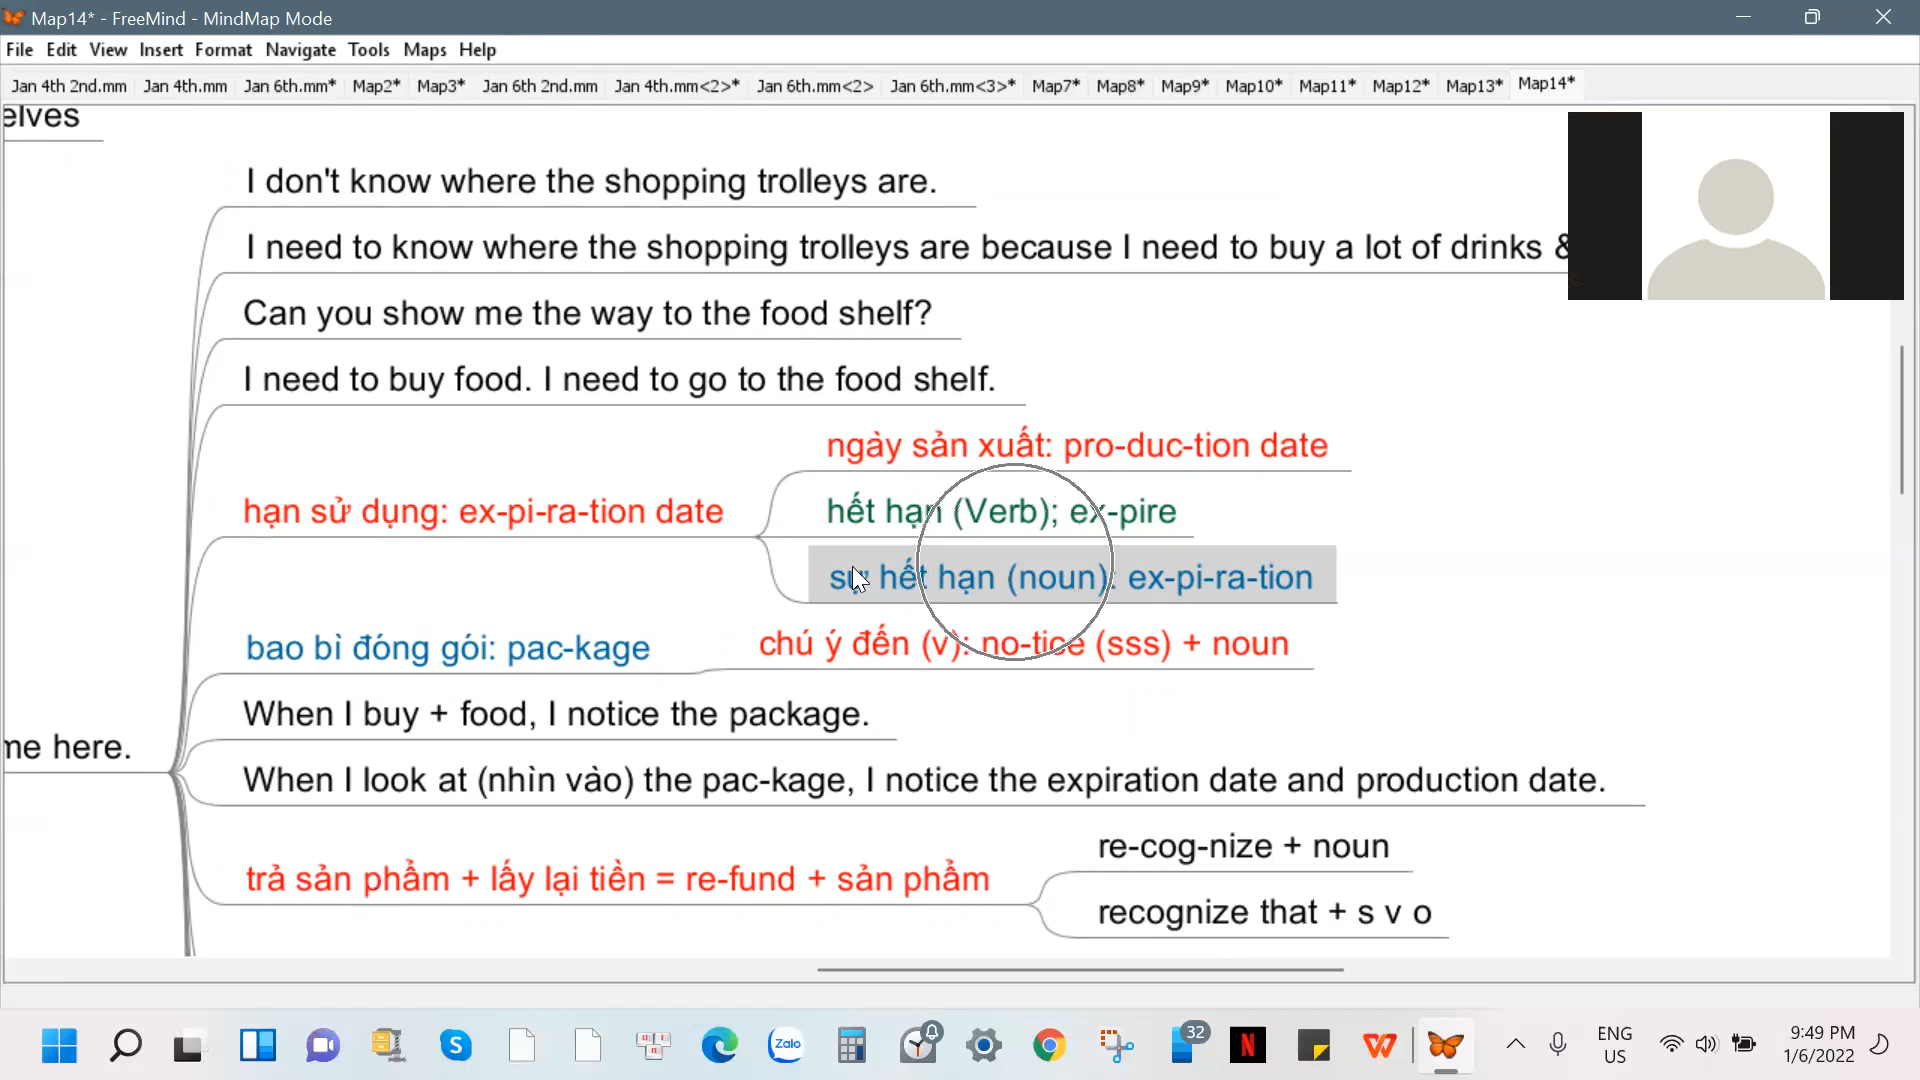 Map14* - FreeMind - MindMap Mode
File Edit View Insert Format Navigate Tools Maps Help
Jan 4th 2nd.mm Jan 4th.mm Jan 6th.mm* Map2* Map3* Jan 6th 2nd.mm Jan 4th.mm<2>* Jan 6th.mm<2> Jan 6th.mm<3>* Map7* Map8* Map9* Map10* Map11* Map12* Map13* Map14*
elves
I don't know where the shopping trolleys are.
I need to know where the shopping trolleys are because I need to buy a lot of drinks &
Can you show me the way to the food shelf?
I need to buy food. I need to go to the food shelf.
ngày sản xuất: pro-duc-tion date
hạn sử dụng: ex-pi-ra-tion date
hết hạn (Verb); ex-pire
sự hết hạn (noun): ex-pi-ra-tion
bao bì đóng gói: pac-kage
chú ý đến (v): no-tice (sss) + noun
When I buy + food, I notice the package.
me here.
When I look at (nhìn vào) the pac-kage, I notice the expiration date and production date.
re-cog-nize + noun
trả sản phẩm + lấy lại tiền = re-fund + sản phẩm
recognize that + s v o
Zalo
32
N
ENG
US
9:49 PM
1/6/2022